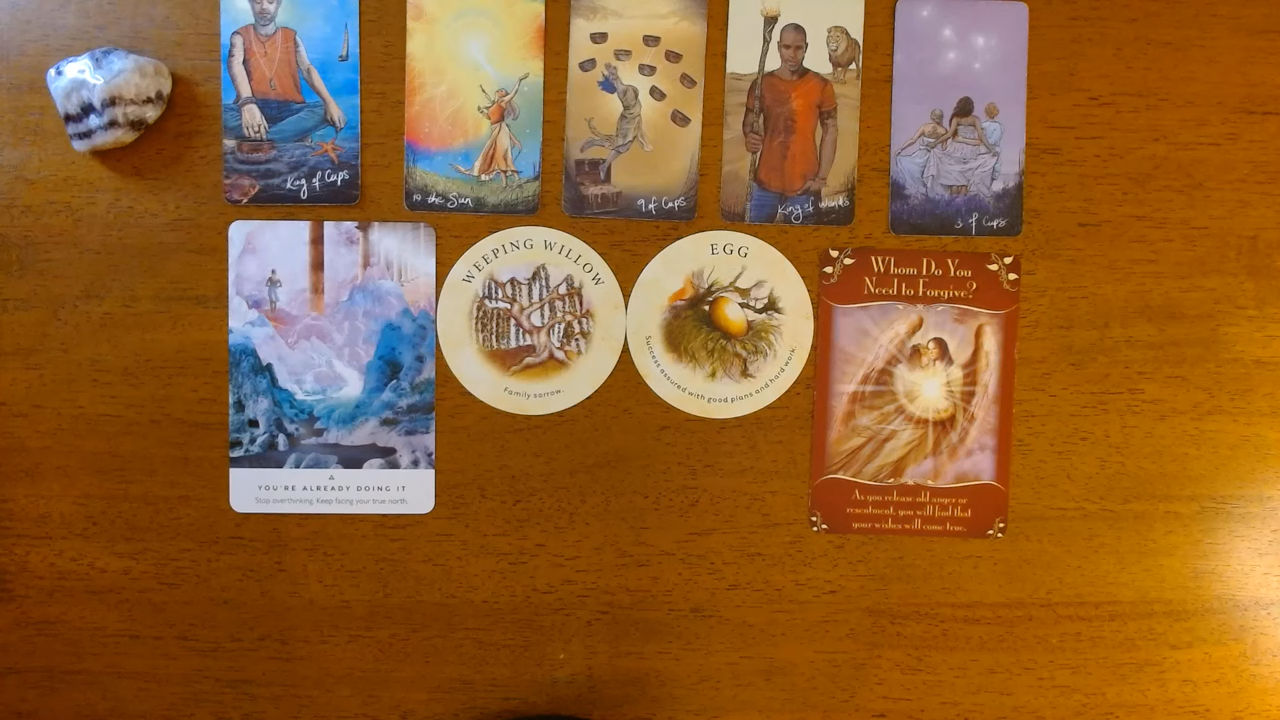 King of Cups
19 the Sun
9 of Cups
King of Wands
3 of Cups
YOU'RE ALREADY DOING IT
Stop overthinking. Keep facing your true north.
WEEPING WILLOW
Family sorrow.
EGG
Success assured with good plans and hard work.
Whom Do You
Need to Forgive?
As you release old anger or
resentment, you will find that
your wishes will come true.